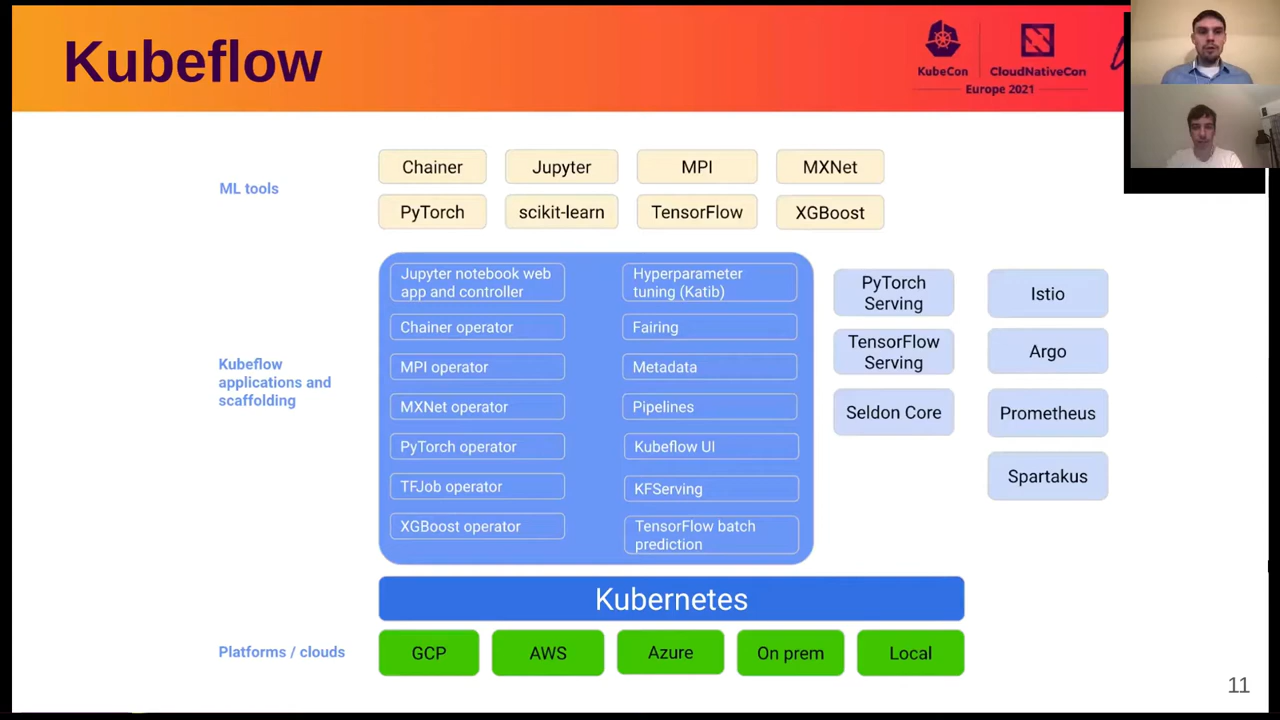 Kubeflow
KubeCon
CloudNativeCon
Europe 2021
ML tools
Chainer
Jupyter
MPI
MXNet
PyTorch
scikit-learn
TensorFlow
XGBoost
Kubeflow
applications and
scaffolding
Jupyter notebook web
app and controller
Chainer operator
MPI operator
MXNet operator
PyTorch operator
TFJob operator
XGBoost operator
Hyperparameter
tuning (Katib)
Fairing
Metadata
Pipelines
Kubeflow UI
KFServing
TensorFlow batch
prediction
PyTorch
Serving
TensorFlow
Serving
Seldon Core
Istio
Argo
Prometheus
Spartakus
Kubernetes
Platforms / clouds
GCP
AWS
Azure
On prem
Local
11